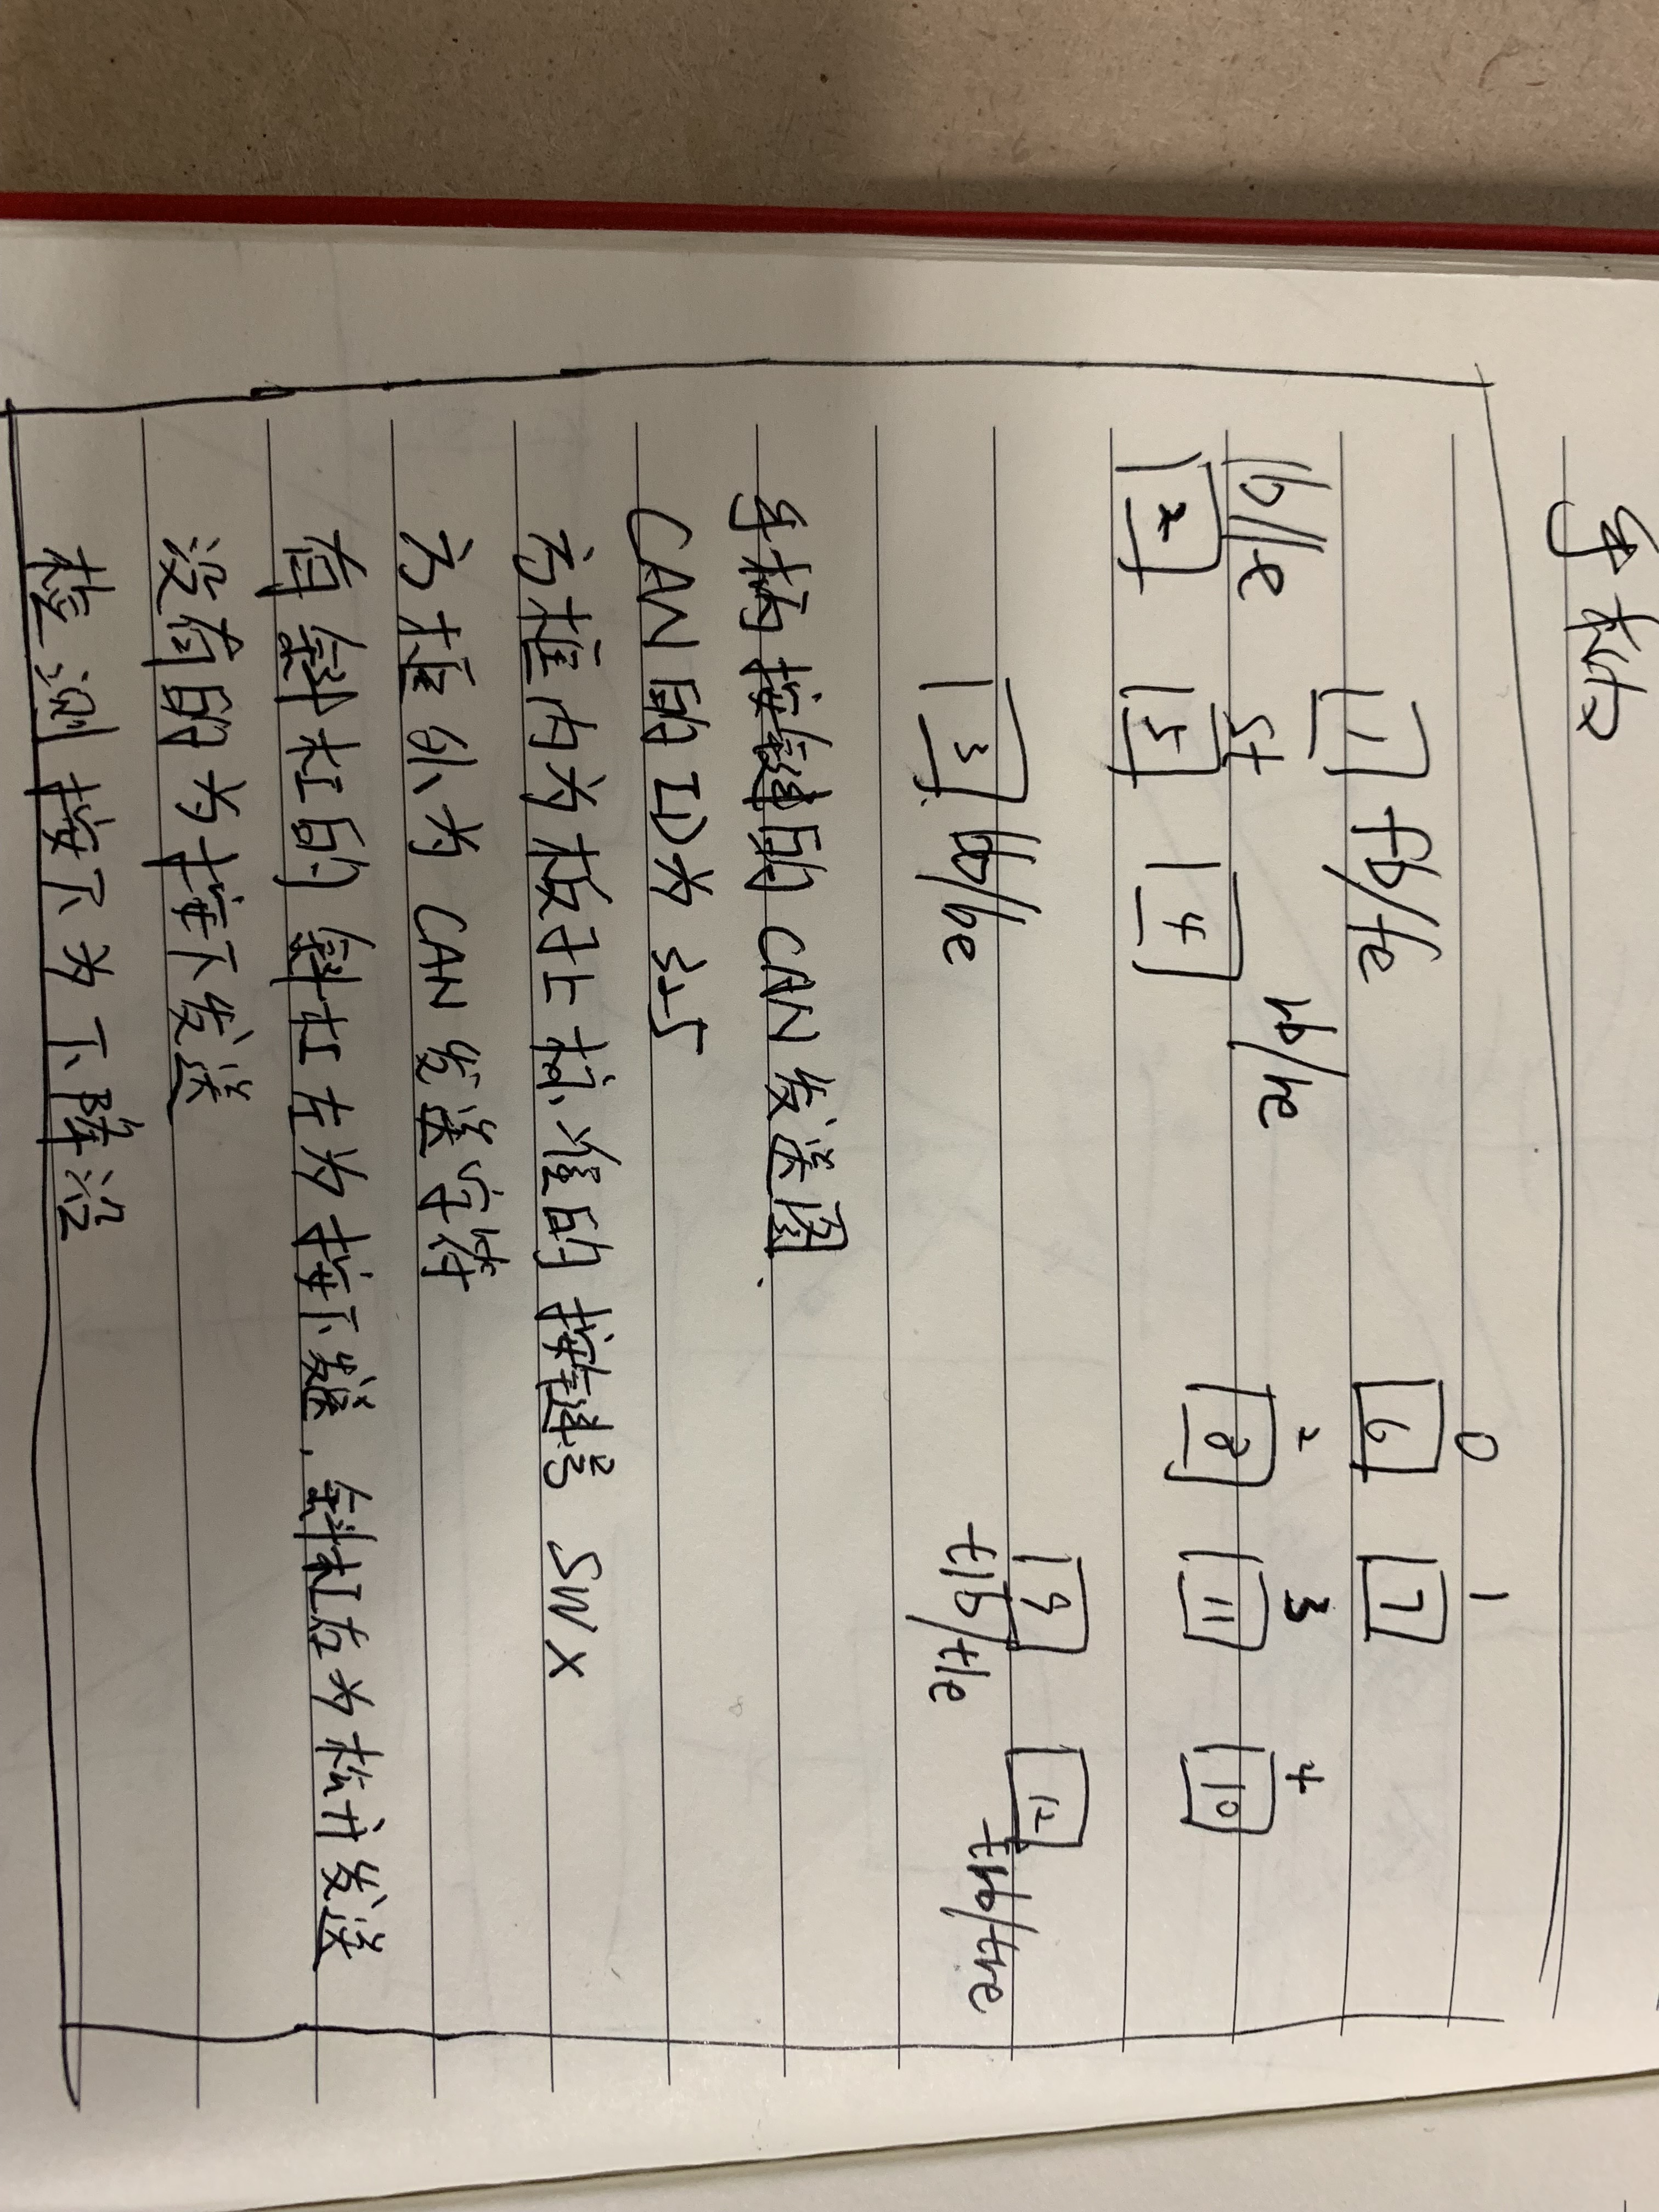 手柄板
0 1
1 fb/fe 6 7
lb/le st rb/re 2 3 4
2 5 4 8 11 10
9 12
3 bb/be tlb/tle trb/tre
手柄按键的CAN发送图.
CAN的ID为325
方框内为板子上标准的按键号 SWX
方框外为CAN发送字符
有斜杠的斜杠左为按下发送,斜杠右为松开发送
没有的为按下发送
检测按下为下降沿